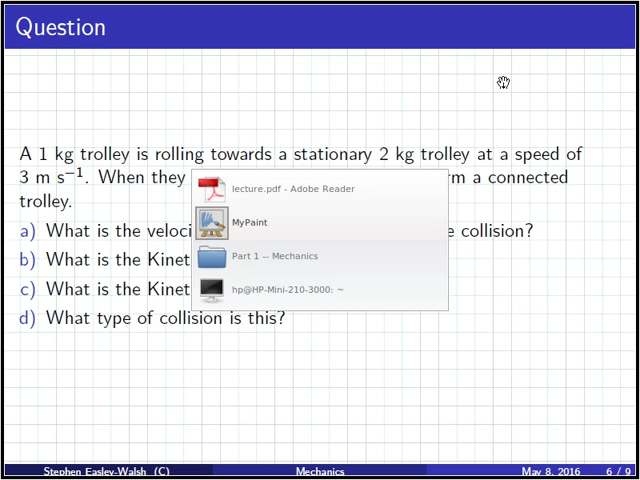 Question
A 1 kg trolley is rolling towards a stationary 2 kg trolley at a speed of
3 m s⁻¹. When they rm a connected
trolley.
a) What is the veloci e collision?
b) What is the Kinet
c) What is the Kinet
d) What type of collision is this?
lecture.pdf - Adobe Reader
MyPaint
Part 1 -- Mechanics
hp@HP-Mini-210-3000: ~
Stephen Easley-Walsh (C) Mechanics May 8, 2016 6 / 9